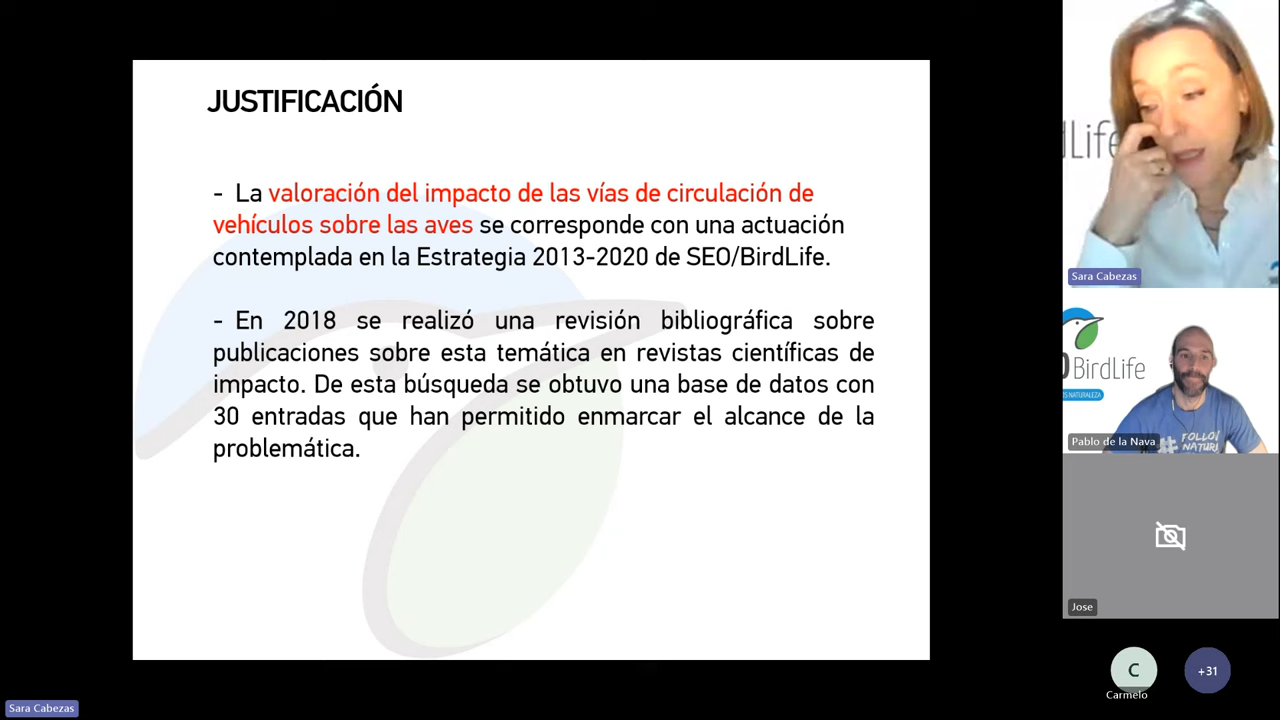 JUSTIFICACIÓN
- La valoración del impacto de las vías de circulación de
vehículos sobre las aves se corresponde con una actuación
contemplada en la Estrategia 2013-2020 de SEO/BirdLife.
- En 2018 se realizó una revisión bibliográfica sobre
publicaciones sobre esta temática en revistas científicas de
impacto. De esta búsqueda se obtuvo una base de datos con
30 entradas que han permitido enmarcar el alcance de la
problemática.
dLife
Sara Cabezas
O BirdLife
NATURALEZA
# FOLLO
NATUR
Pablo de la Nava
Jose
C
Carmelo
+31
Sara Cabezas